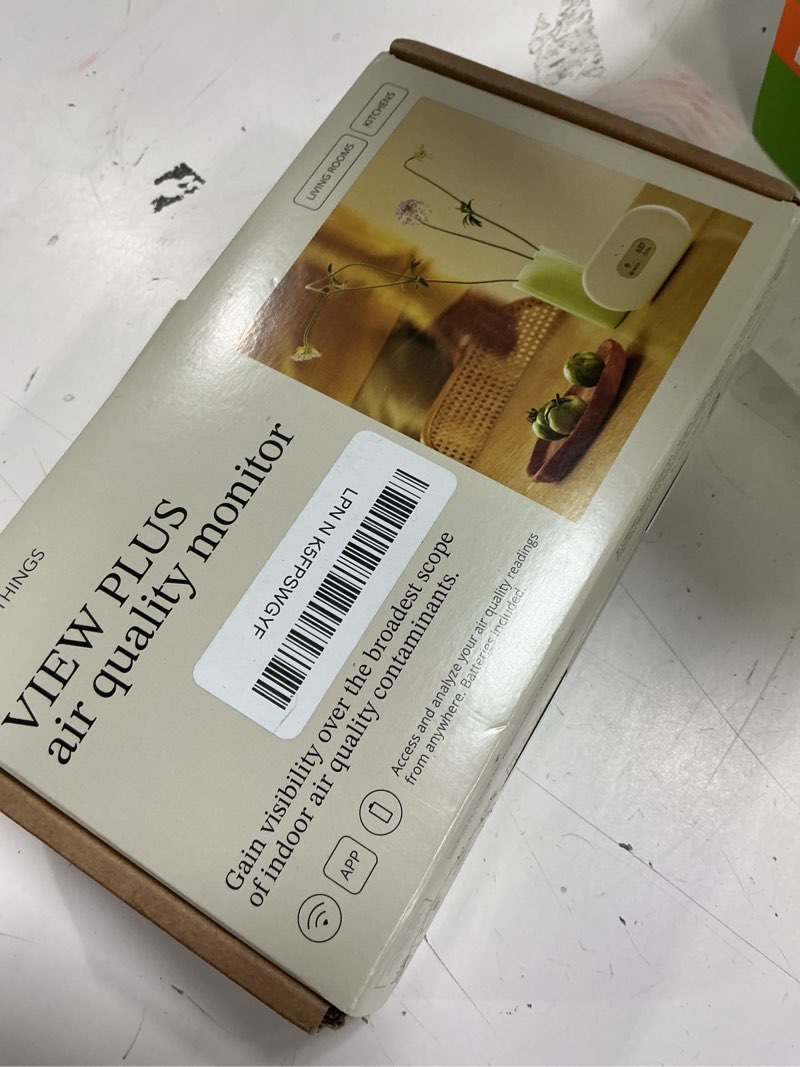 LIVING ROOMS
KITCHENS
THINGS
VIEW PLUS
air quality monitor
LPN N K5FPSWGYF
Gain visibility over the broadest scope
of indoor air quality contaminants.
APP
Access and analyze your air quality readings
from anywhere. Batteries included.